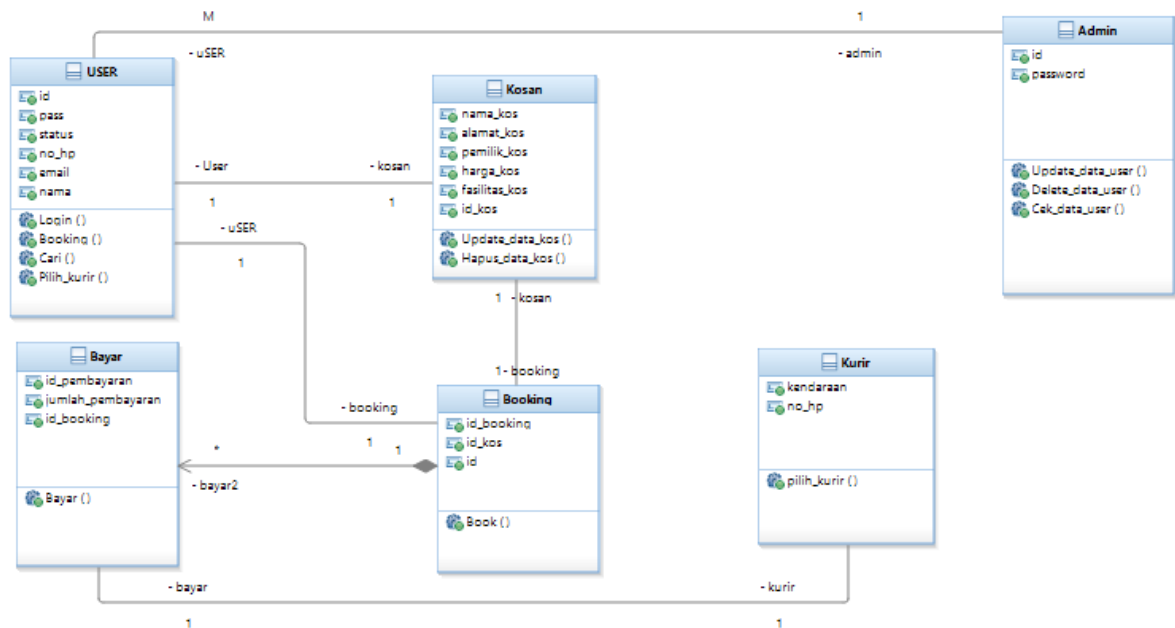 M
1
- uSER
- admin
USER
id
pass
status
no_hp
email
nama
Login ()
Booking ()
Cari ()
Pilih_kurir ()
Kosan
nama_kos
alamat_kos
pemilik_kos
harga_kos
fasilitas_kos
id_kos
Update_data_kos ()
Hapus_data_kos ()
Admin
id
password
Update_data_user ()
Delete_data_user ()
Cek_data_user ()
- User
- kosan
1
1
- uSER
1
1 - kosan
1 - booking
- booking
1
1
*
- bayar2
Bayar
id_pembayaran
jumlah_pembayaran
id_booking
Bayar ()
Booking
id_booking
id_kos
id
Book ()
Kurir
kendaraan
no_hp
pilih_kurir ()
- bayar
- kurir
1
1